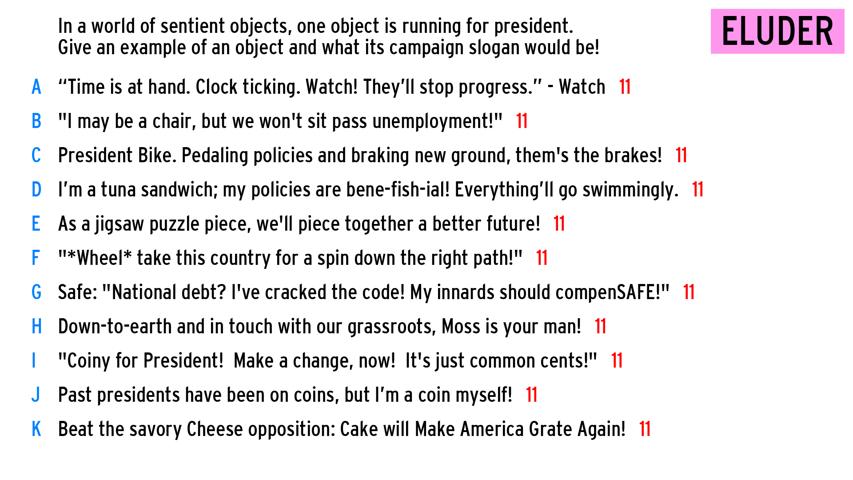 In a world of sentient objects, one object is running for president.
Give an example of an object and what its campaign slogan would be!
ELUDER
A “Time is at hand. Clock ticking. Watch! They’ll stop progress.” - Watch 11
B "I may be a chair, but we won't sit pass unemployment!" 11
C President Bike. Pedaling policies and braking new ground, them's the brakes! 11
D I’m a tuna sandwich; my policies are bene-fish-ial! Everything’ll go swimmingly. 11
E As a jigsaw puzzle piece, we'll piece together a better future! 11
F "*Wheel* take this country for a spin down the right path!" 11
G Safe: "National debt? I've cracked the code! My innards should compenSAFE!" 11
H Down-to-earth and in touch with our grassroots, Moss is your man! 11
I "Coiny for President!  Make a change, now!  It's just common cents!" 11
J Past presidents have been on coins, but I’m a coin myself! 11
K Beat the savory Cheese opposition: Cake will Make America Grate Again! 11